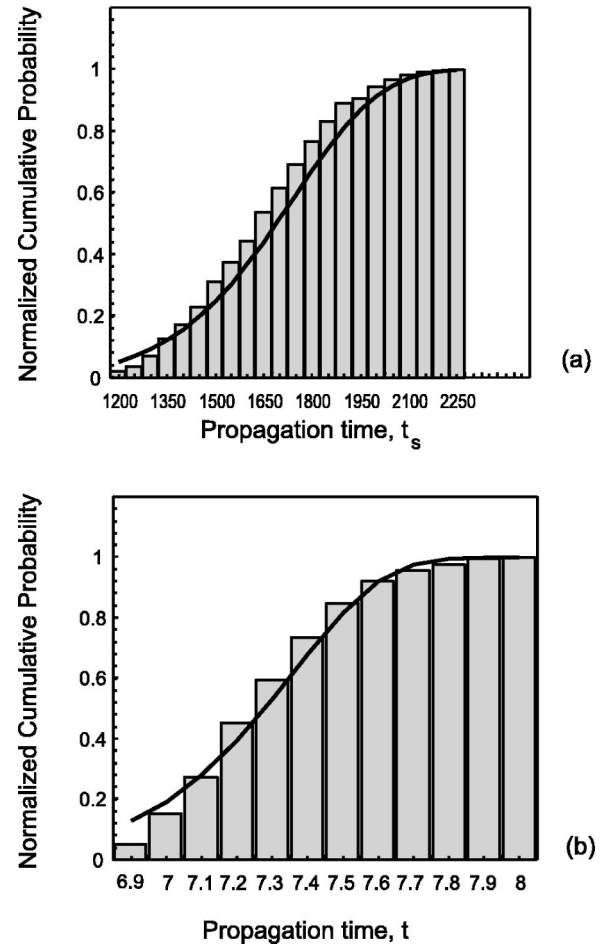 Normalized Cumulative Probability
1
0.8
0.6
0.4
0.2
0
1200 1350 1500 1650 1800 1950 2100 2250
Propagation time, t_s
(a)
Normalized Cumulative Probability
1
0.8
0.6
0.4
0.2
0
6.9 7 7.1 7.2 7.3 7.4 7.5 7.6 7.7 7.8 7.9 8
Propagation time, t
(b)